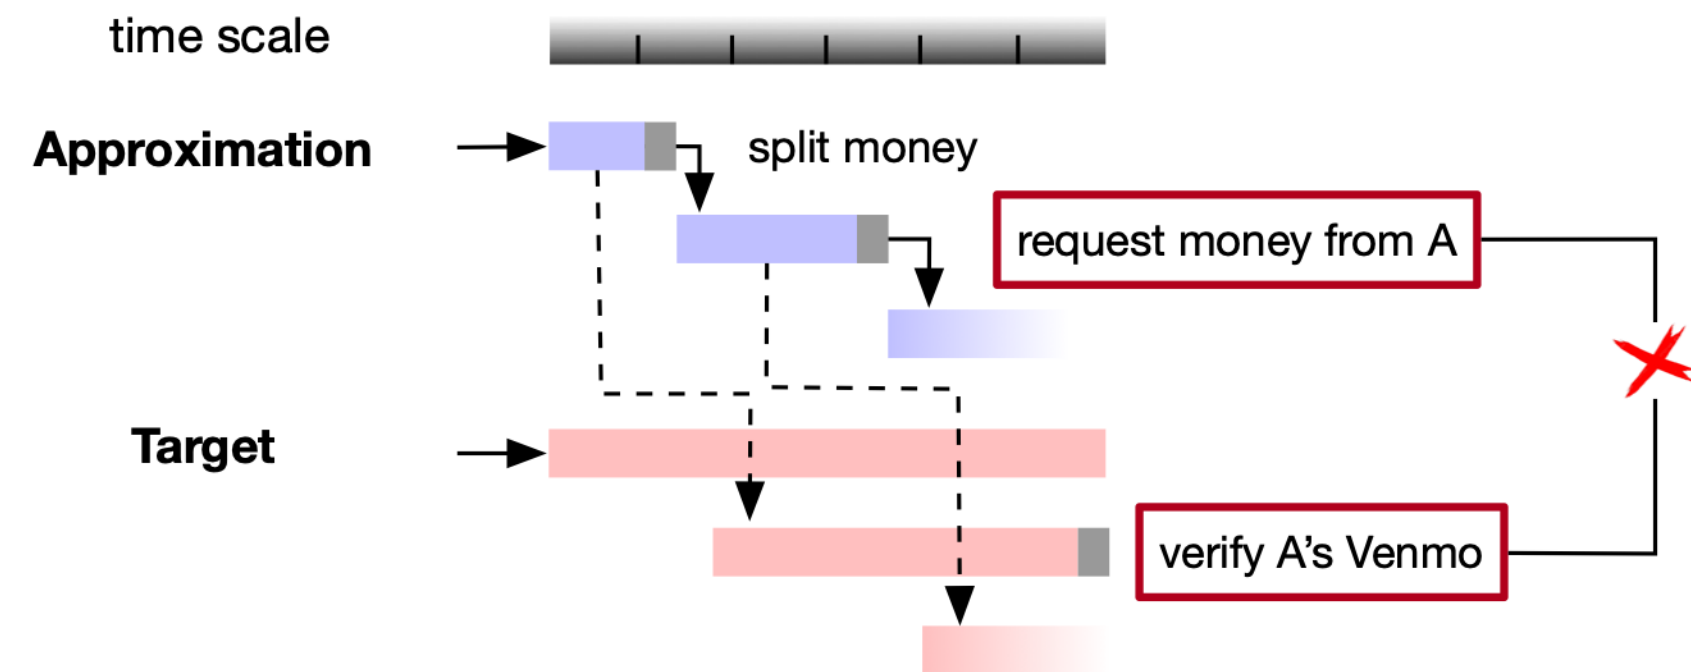 time scale
Approximation
split money
request money from A
Target
verify A's Venmo